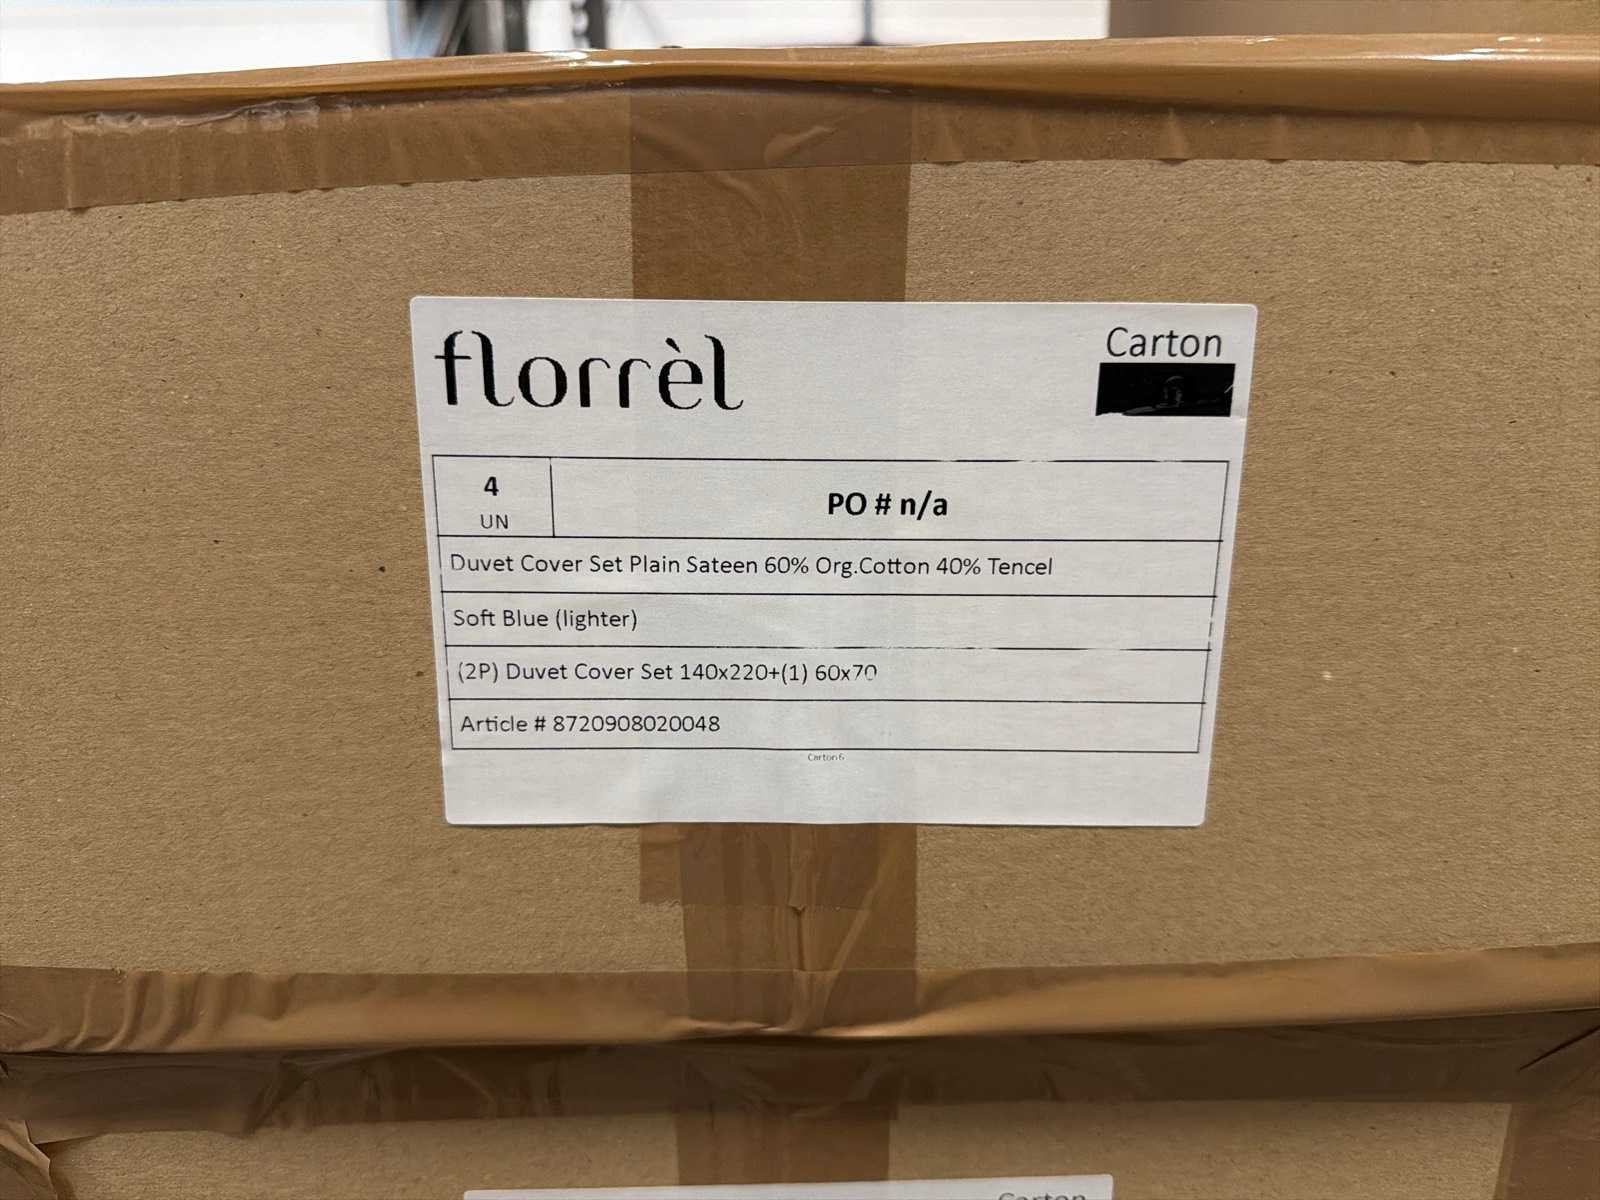 florrèl
Carton
4
UN
PO # n/a
Duvet Cover Set Plain Sateen 60% Org.Cotton 40% Tencel
Soft Blue (lighter)
(2P) Duvet Cover Set 140x220+(1) 60x70
Article # 8720908020048
Carton 6
Carton